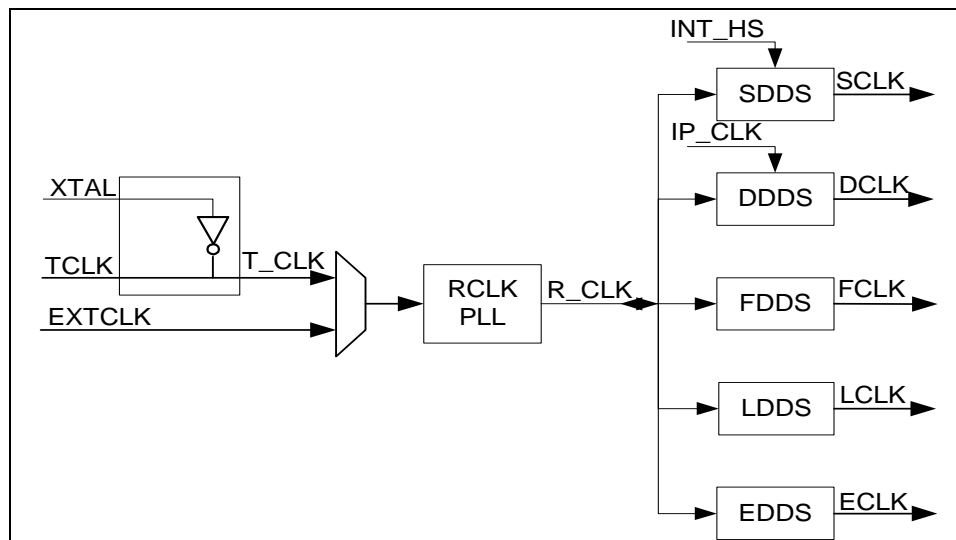 INT_HS
SDDS
SCLK
IP_CLK
XTAL
DDDS
DCLK
TCLK
T_CLK
EXTCLK
RCLK
PLL
R_CLK
FDDS
FCLK
LDDS
LCLK
EDDS
ECLK